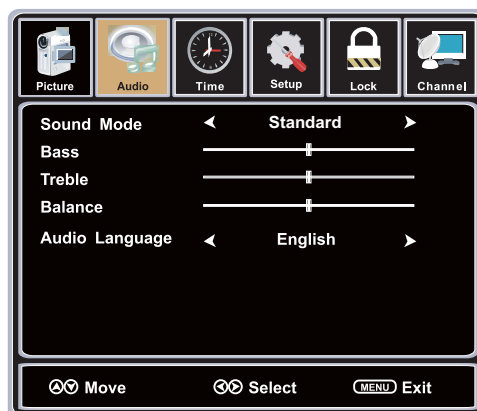 Picture Audio Time Setup Lock Channel
Sound Mode Standard
Bass
Treble
Balance
Audio Language English
Move Select MENU Exit